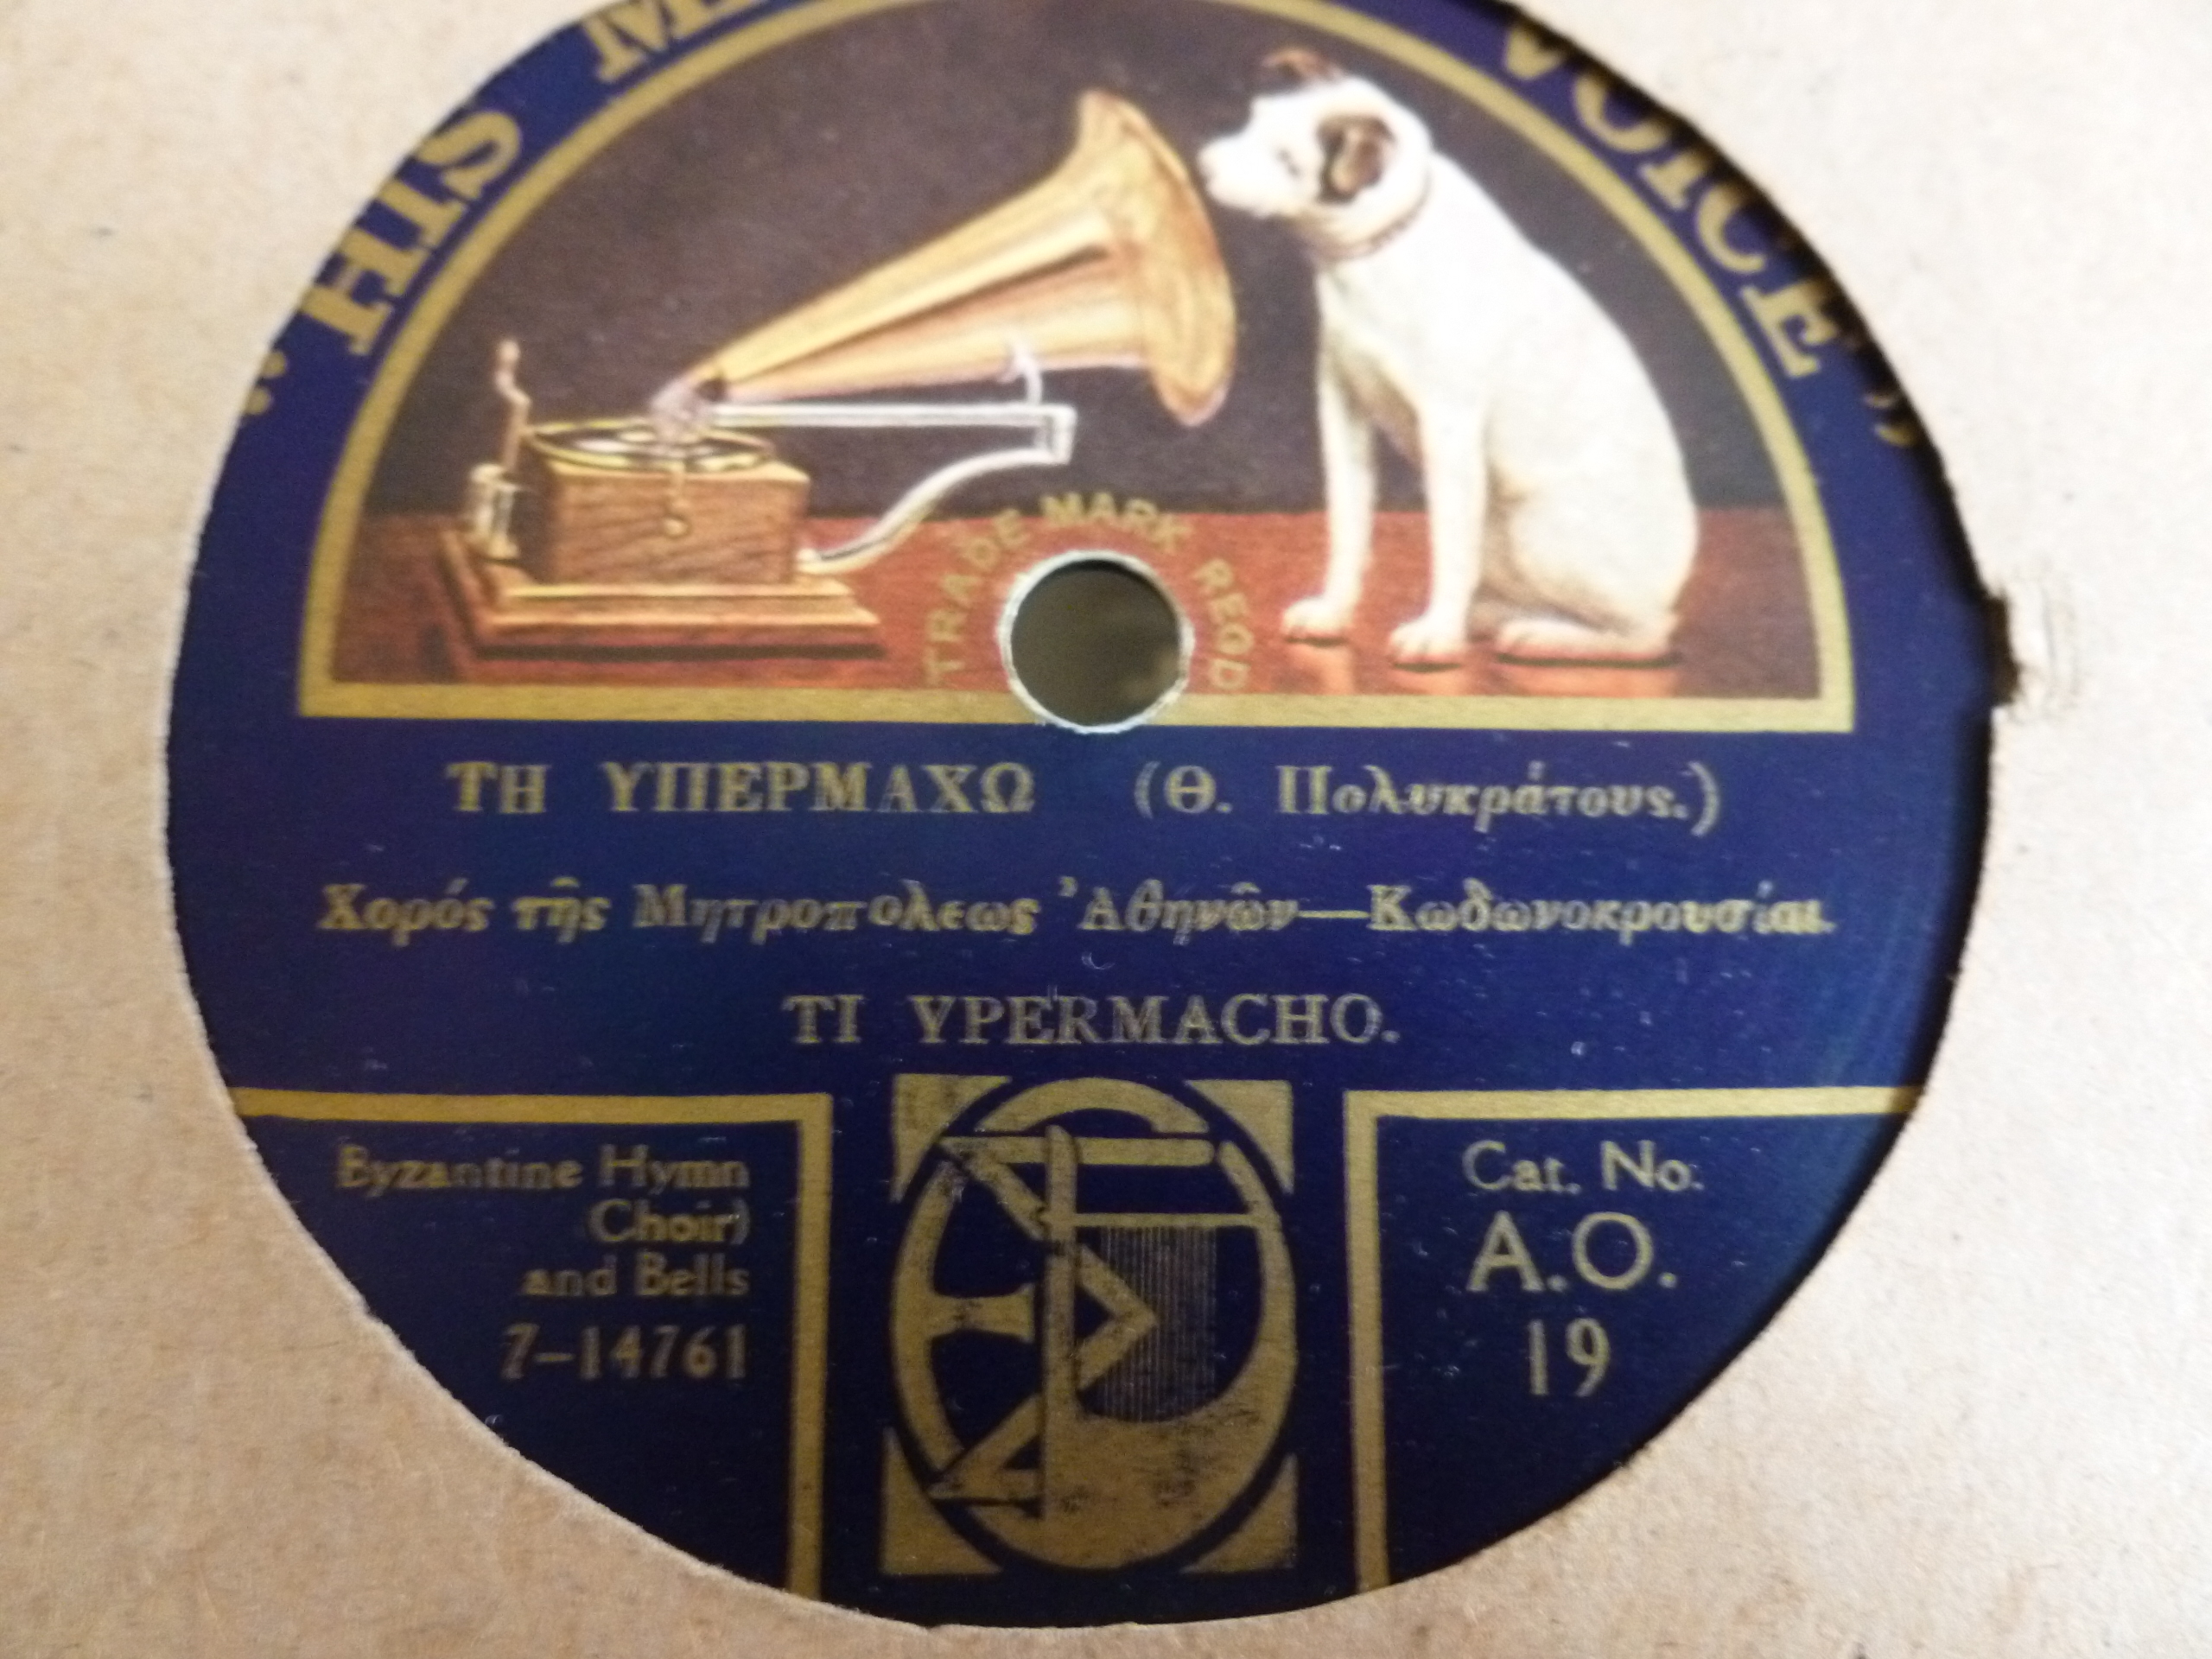 "HIS M
VOICE"
TRADE MARK REGD
ΤΗ ΥΠΕΡΜΑΧΩ (Θ. Πολυκράτους.)
Χορός τῆς Μητροπολεως Ἀθηνῶν—Κωδωνοκρουσίαι.
TI YPERMACHO.
Byzantine Hymn
Choir)
and Bells
7-14761
Cat. No.
A.O.
19